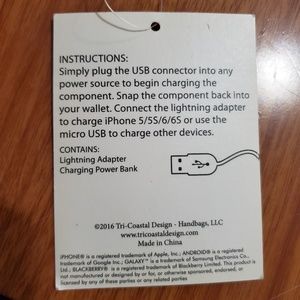 INSTRUCTIONS:
Simply plug the USB connector into any
power source to begin charging the
component. Snap the component back into
your wallet. Connect the lightning adapter
to charge iPhone 5/5S/6/6S or use the
micro USB to charge other devices.
CONTAINS:
Lightning Adapter
Charging Power Bank
©2016 Tri-Coastal Design - Handbags, LLC
www.tricoastaldesign.com
Made in China
IPHONE® is a registered trademark of Apple, Inc.; ANDROID® is a registered
trademark of Google Inc.; GALAXY™ is a trademark of Samsung Electronics Co.,
Ltd.; BLACKBERRY® is a registered trademark of Blackberry Limited. This product is
not manufactured or designed by or for, or otherwise sponsored, endorsed, or
licensed by any of these parties or any related parties